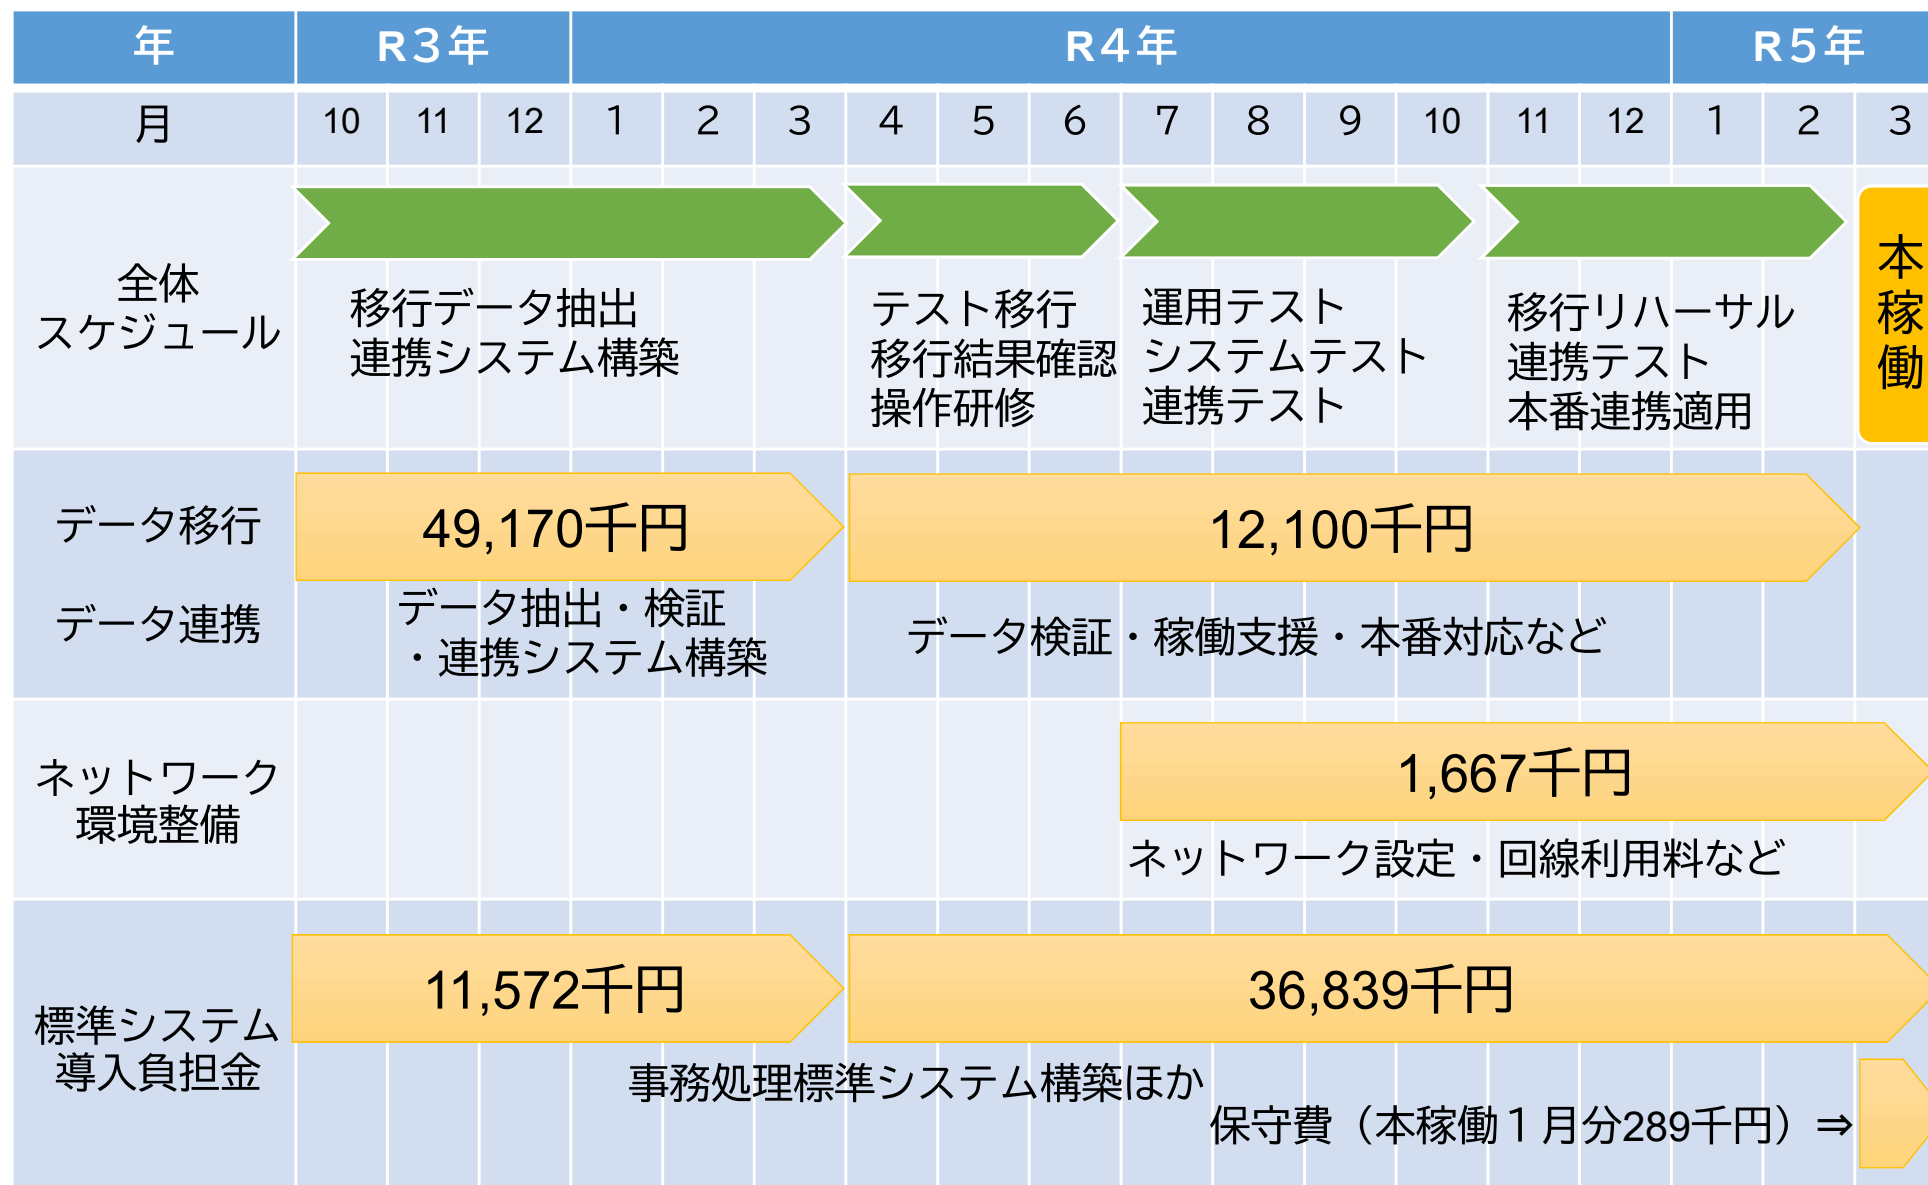 年
R３年
R４年
R５年
月
10
11
12
1
2
3
4
5
6
7
8
9
10
11
12
1
2
3
全体
スケジュール
移行データ抽出
連携システム構築
テスト移行
移行結果確認
操作研修
運用テスト
システムテスト
連携テスト
移行リハーサル
連携テスト
本番連携適用
本
稼
働
データ移行
データ連携
49,170千円
データ抽出・検証
・連携システム構築
12,100千円
データ検証・稼働支援・本番対応など
ネットワーク
環境整備
1,667千円
ネットワーク設定・回線利用料など
標準システム
導入負担金
11,572千円
36,839千円
事務処理標準システム構築ほか
保守費（本稼働１月分289千円）⇒